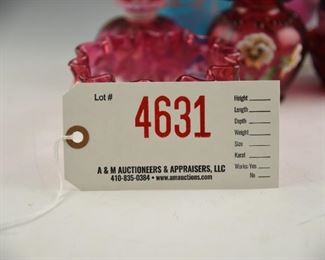 Lot #
4631
Height
Length
Depth
Weight
Size
Karat
Works: Yes
No
A & M AUCTIONEERS & APPRAISERS, LLC
410-835-0384 • www.amauctions.com